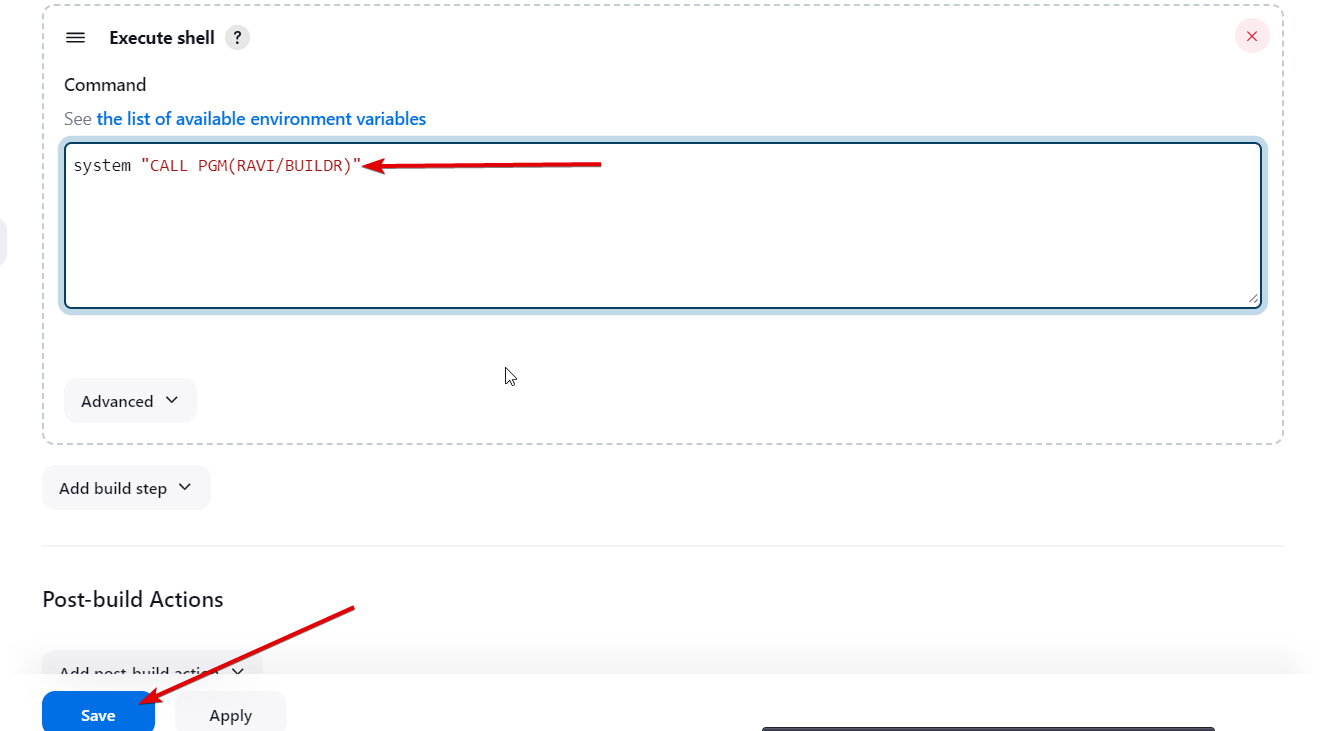 Execute shell ?
Command
See the list of available environment variables
system "CALL PGM(RAVI/BUILDR)"
Advanced
Add build step
Post-build Actions
Add post-build action
Save Apply